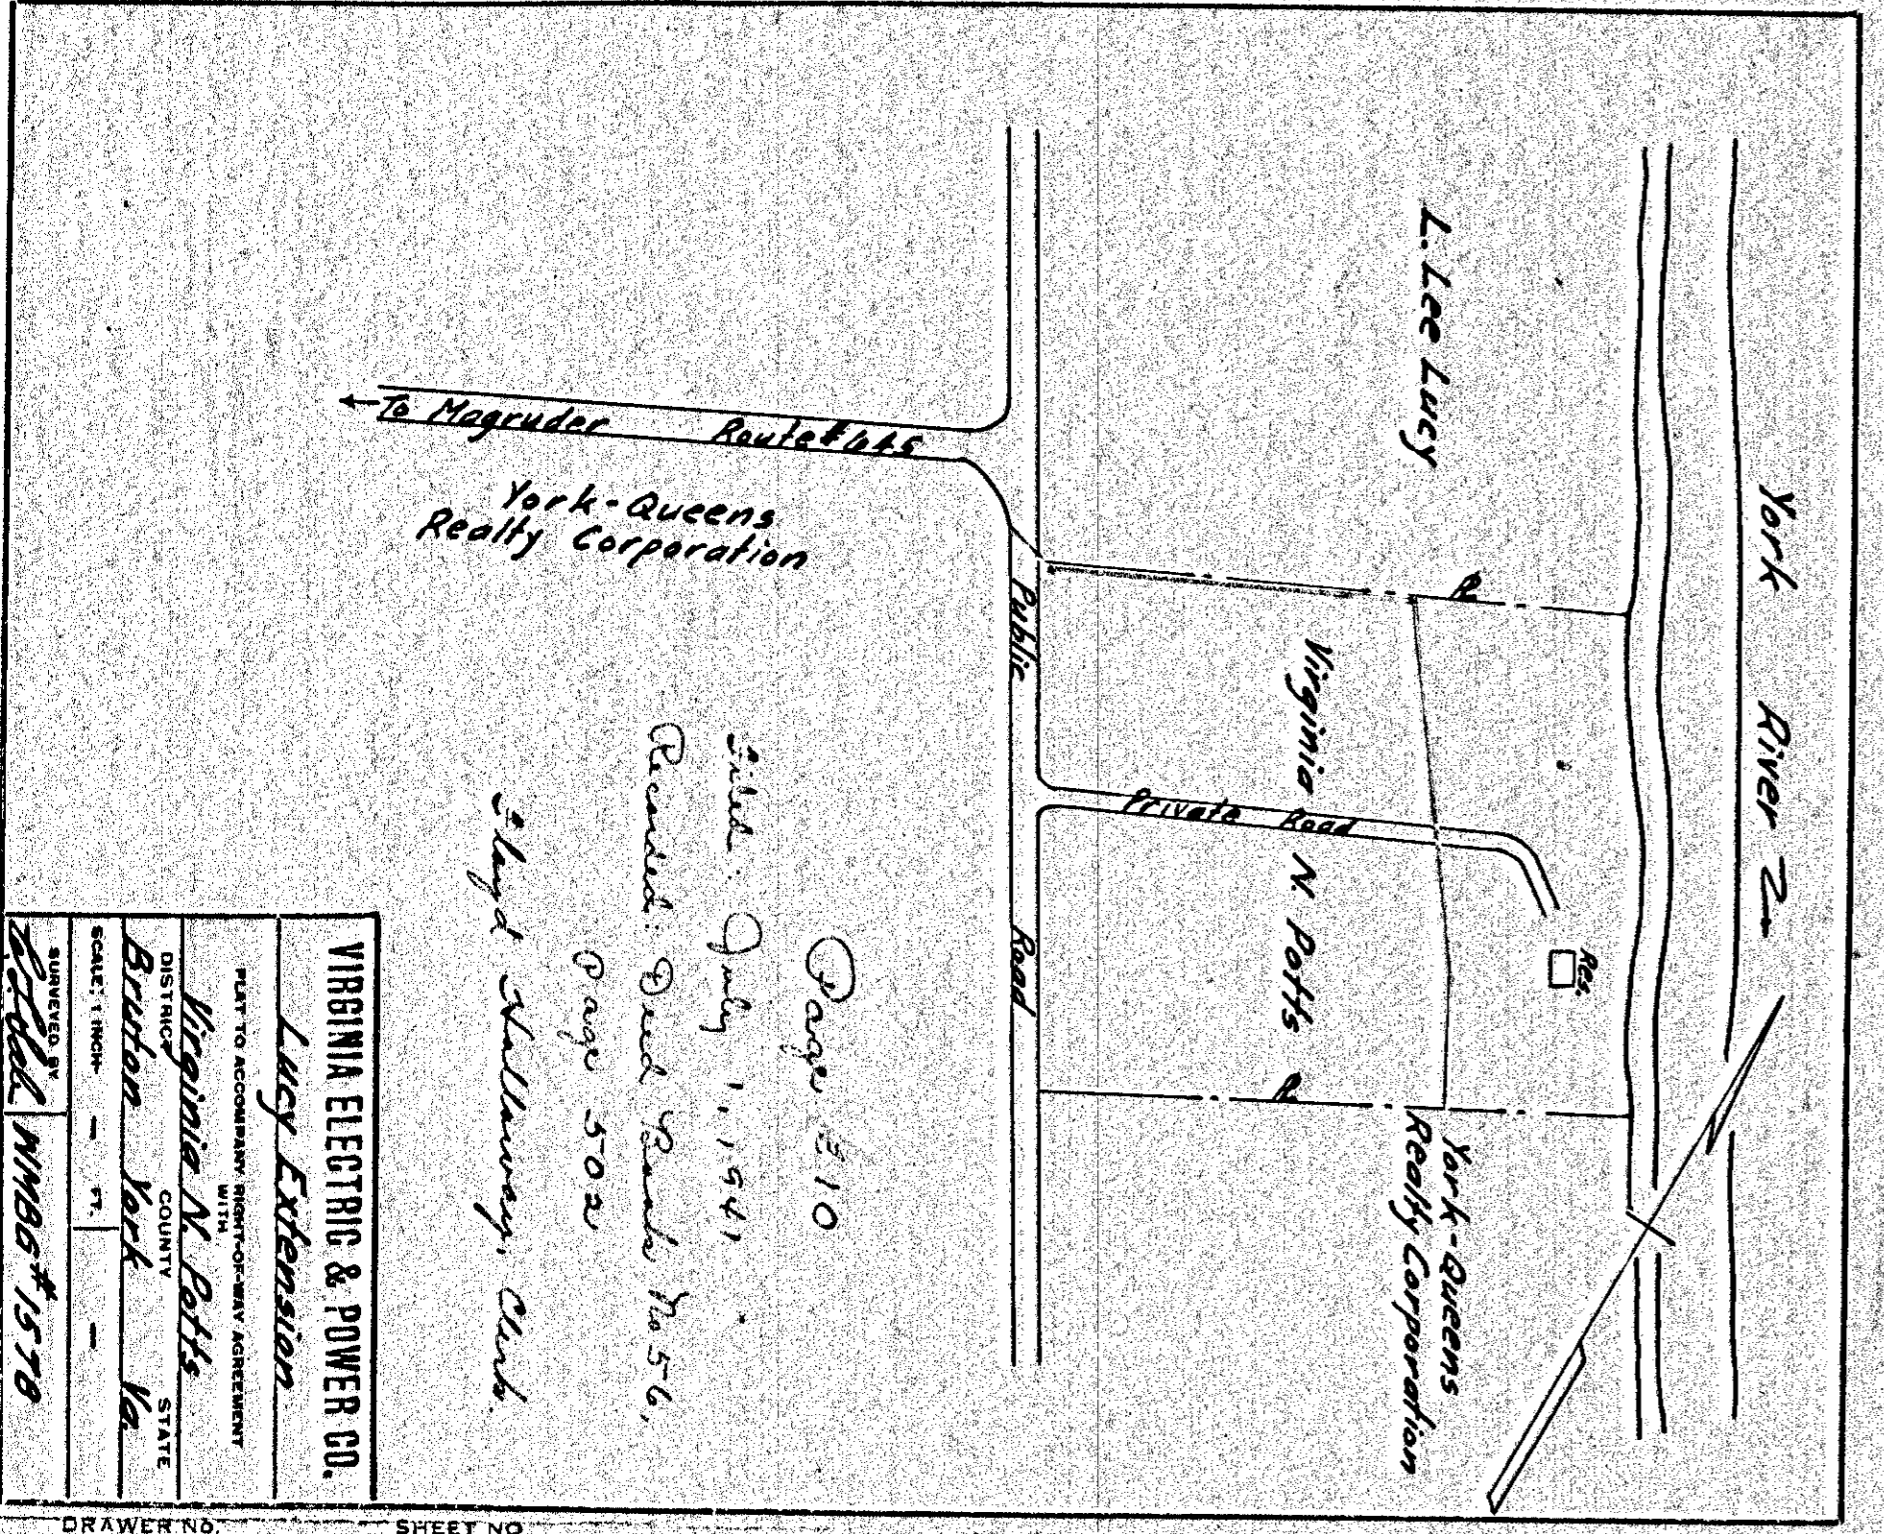 York River
L. Lee Lucy
Res.
Virginia N. Potts
York-Queens
Realty Corporation
Private Road
Public Road
To Magruder Route #
York-Queens
Realty Corporation
Page 310
Filed: July 1, 1941
Recorded: Deed Book No 56,
Page 502
Floyd Holloway, Clerk.
VIRGINIA ELECTRIC & POWER CO.
Lucy Extension
PLAT TO ACCOMPANY RIGHT-OF-WAY AGREEMENT
WITH
Virginia N. Potts
DISTRICT COUNTY STATE
Bruton York Va.
SCALE: 1 INCH - FT. -
SURVEYED BY
WMBG #1578
DRAWER NO. SHEET NO